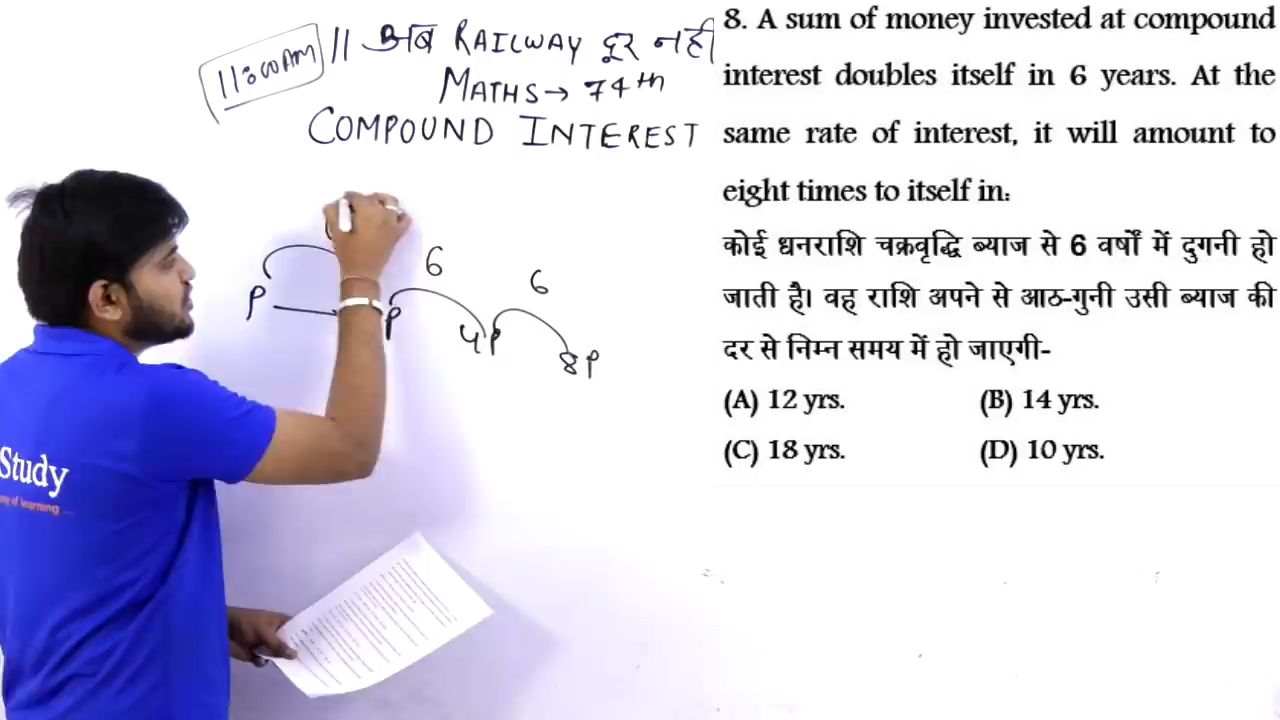 11:00AM // अब RAILWAY दूर नहीं
MATHS → 74th
COMPOUND INTEREST
6
6
P
P
4P
8P
Study
of learning ...
8. A sum of money invested at compound
interest doubles itself in 6 years. At the
same rate of interest, it will amount to
eight times to itself in:
कोई धनराशि चक्रवृद्धि ब्याज से 6 वर्षों में दुगनी हो
जाती है। वह राशि अपने से आठ-गुनी उसी ब्याज की
दर से निम्न समय में हो जाएगी-
(A) 12 yrs. (B) 14 yrs.
(C) 18 yrs. (D) 10 yrs.